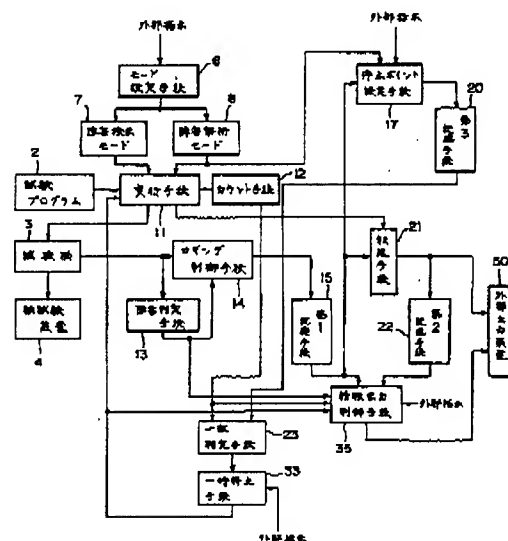 外部指示
外部指示
モード
設定手段
6
停止ポイント
設定手段
17
20
第3
記憶手段
7
障害検出
モード
8
障害解析
モード
2
試験
プログラム
実行手段
11
カウント手段
12
3
試験機
ロギング
制御手段
14
15
第1
記憶手段
21
22
第2
記憶手段
50
外部出力装置
4
被試験
装置
障害判定
手段
13
情報出力
制御手段
35
外部指示
一致
判定手段
23
一時停止
手段
33
外部指示